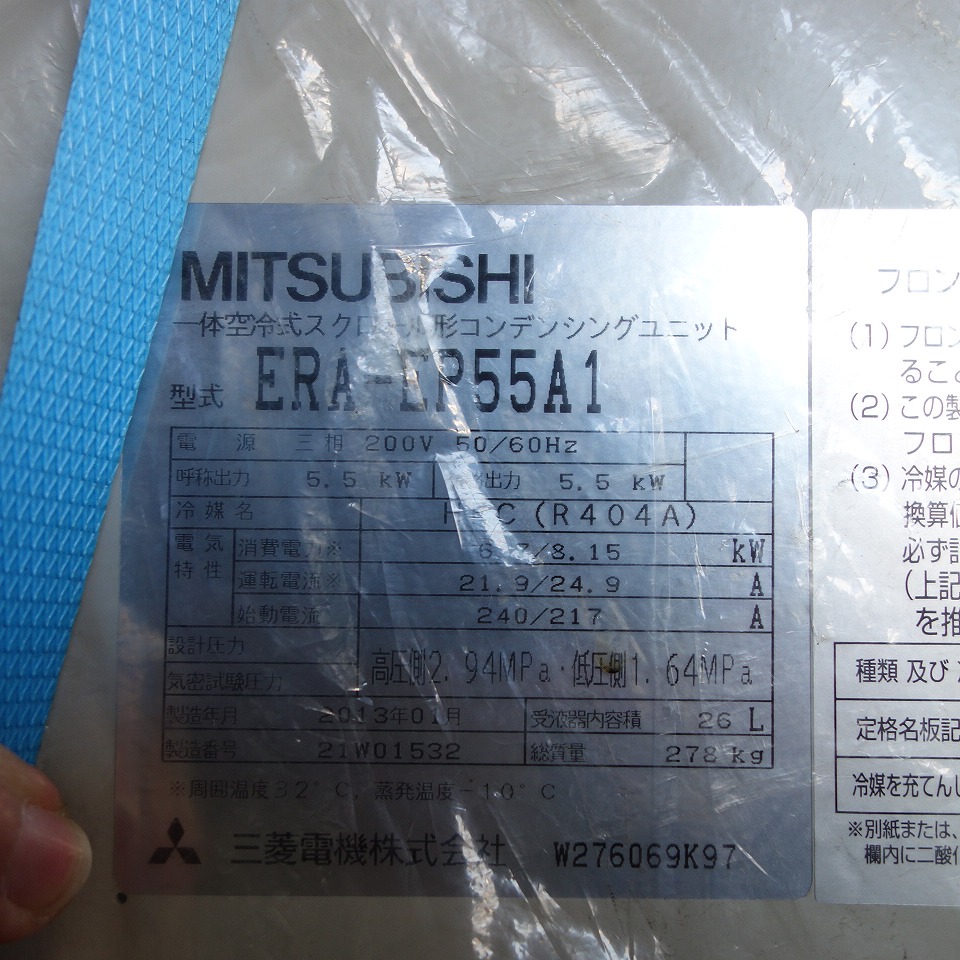 MITSUBISHI
一体空冷式スクロール形コンデンシングユニット
型式 ERA-EP55A1
電源 三相 200V 50/60Hz
呼称出力 5.5 kW 出力 5.5 kW
冷媒名 HFC (R404A)
電気特性 消費電力※ /8.15 kW
運転電流※ 21.9/24.9 A
始動電流 240/217 A
設計圧力
気密試験圧力
高圧側2.94MPa・低圧側1.64MPa
製造年月 2013年01月 受液器内容積 26 L
製造番号 21W01532 総質量 278 kg
※周囲温度32°C, 蒸発温度-10°C
三菱電機株式会社 W276069K97
フロン
(1) フロン
ること
(2) この製
フロ
(3) 冷媒の
換算値
必ず記
(上記
を推
種類 及び
定格名板記
冷媒を充てんし
※別紙または、
欄内に二酸化